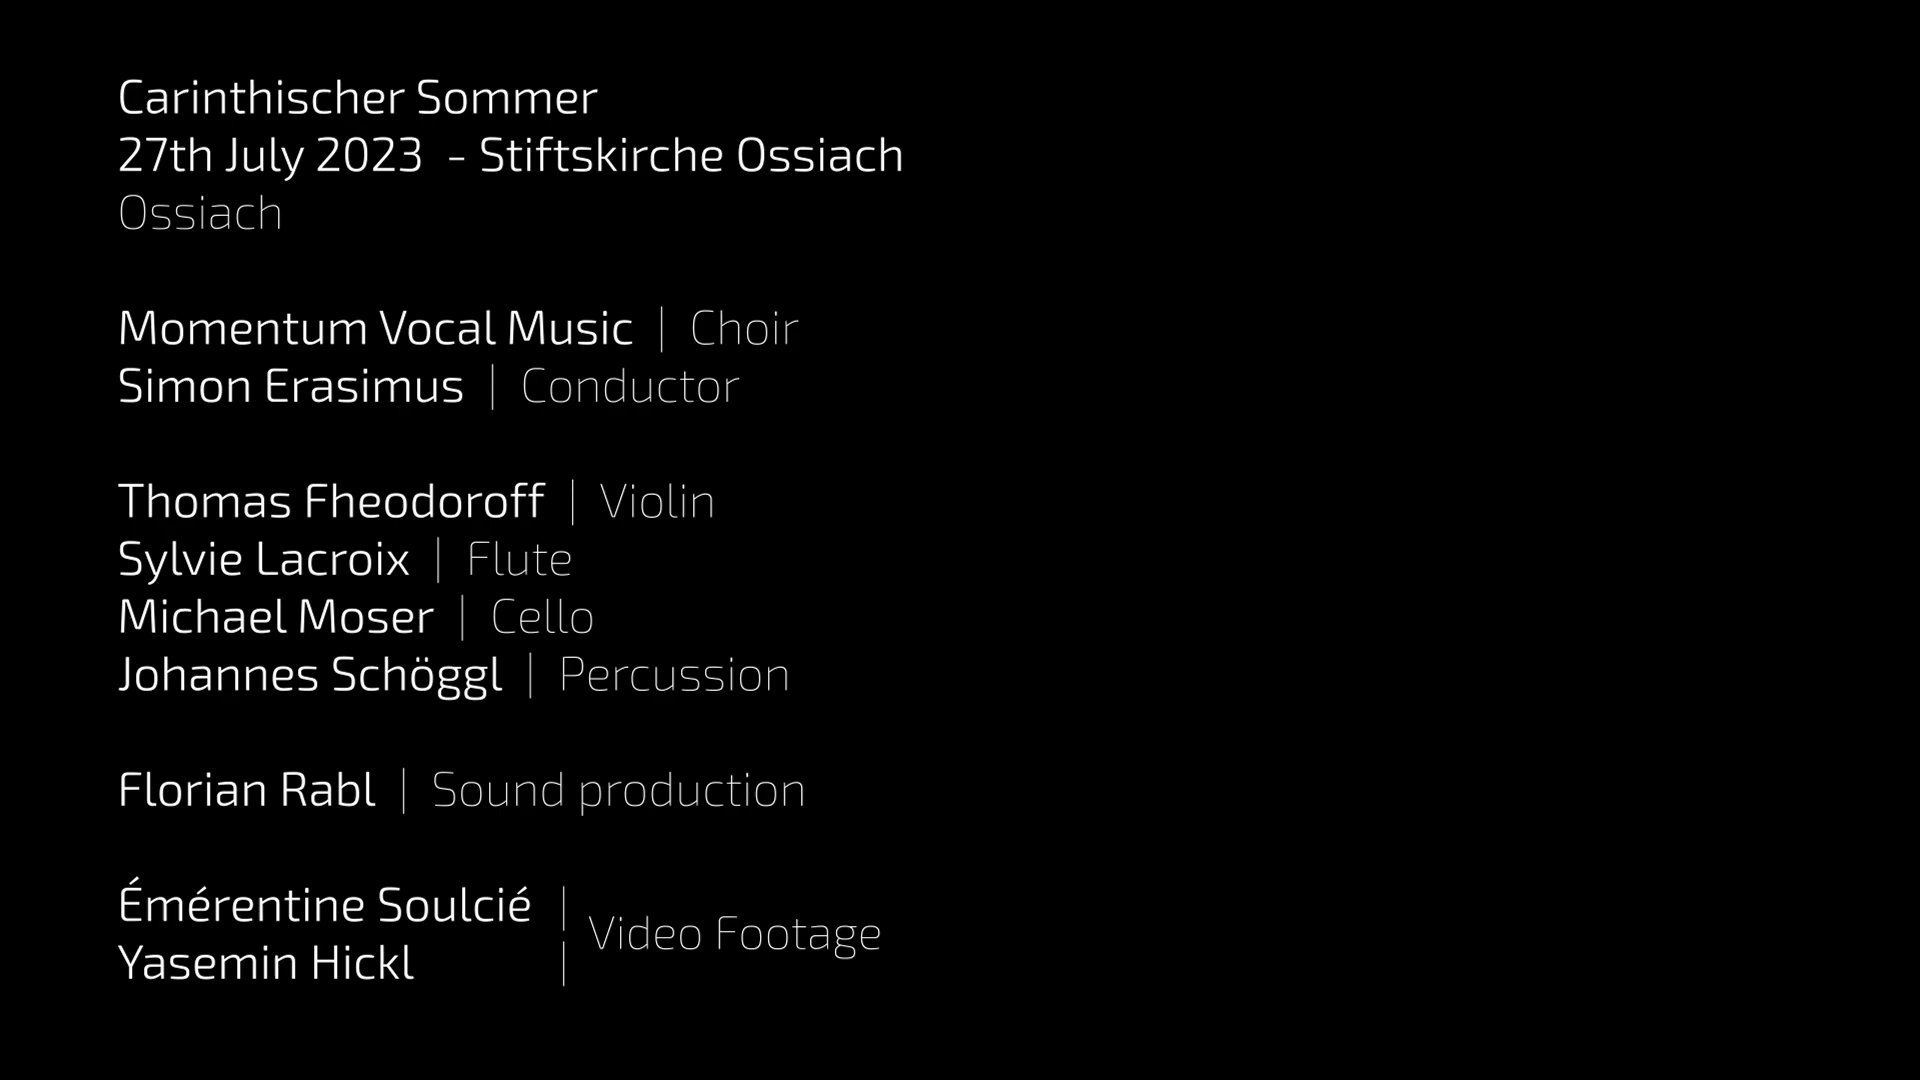 Carinthischer Sommer
27th July 2023 - Stiftskirche Ossiach
Ossiach
Momentum Vocal Music | Choir
Simon Erasimus | Conductor
Thomas Fheodoroff | Violin
Sylvie Lacroix | Flute
Michael Moser | Cello
Johannes Schöggl | Percussion
Florian Rabl | Sound production
Émérentine Soulcié |
Yasemin Hickl |
Video Footage